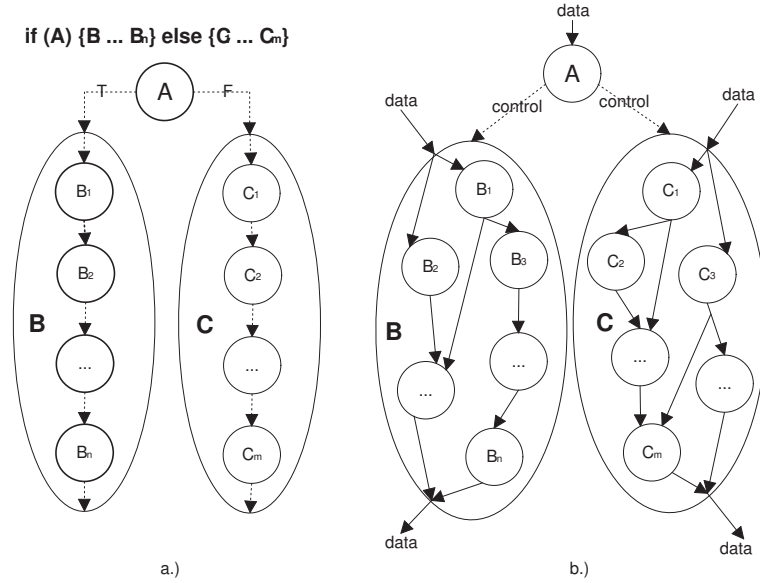 data
if (A) {B ... Bn} else {C ... Cm}
A
T
F
B1
B2
...
Bn
B
C1
C2
...
Cm
C
a.)
A
control
control
data
data
B1
B2
B3
...
...
Bn
B
data
C1
C2
C3
...
...
Cm
C
data
b.)